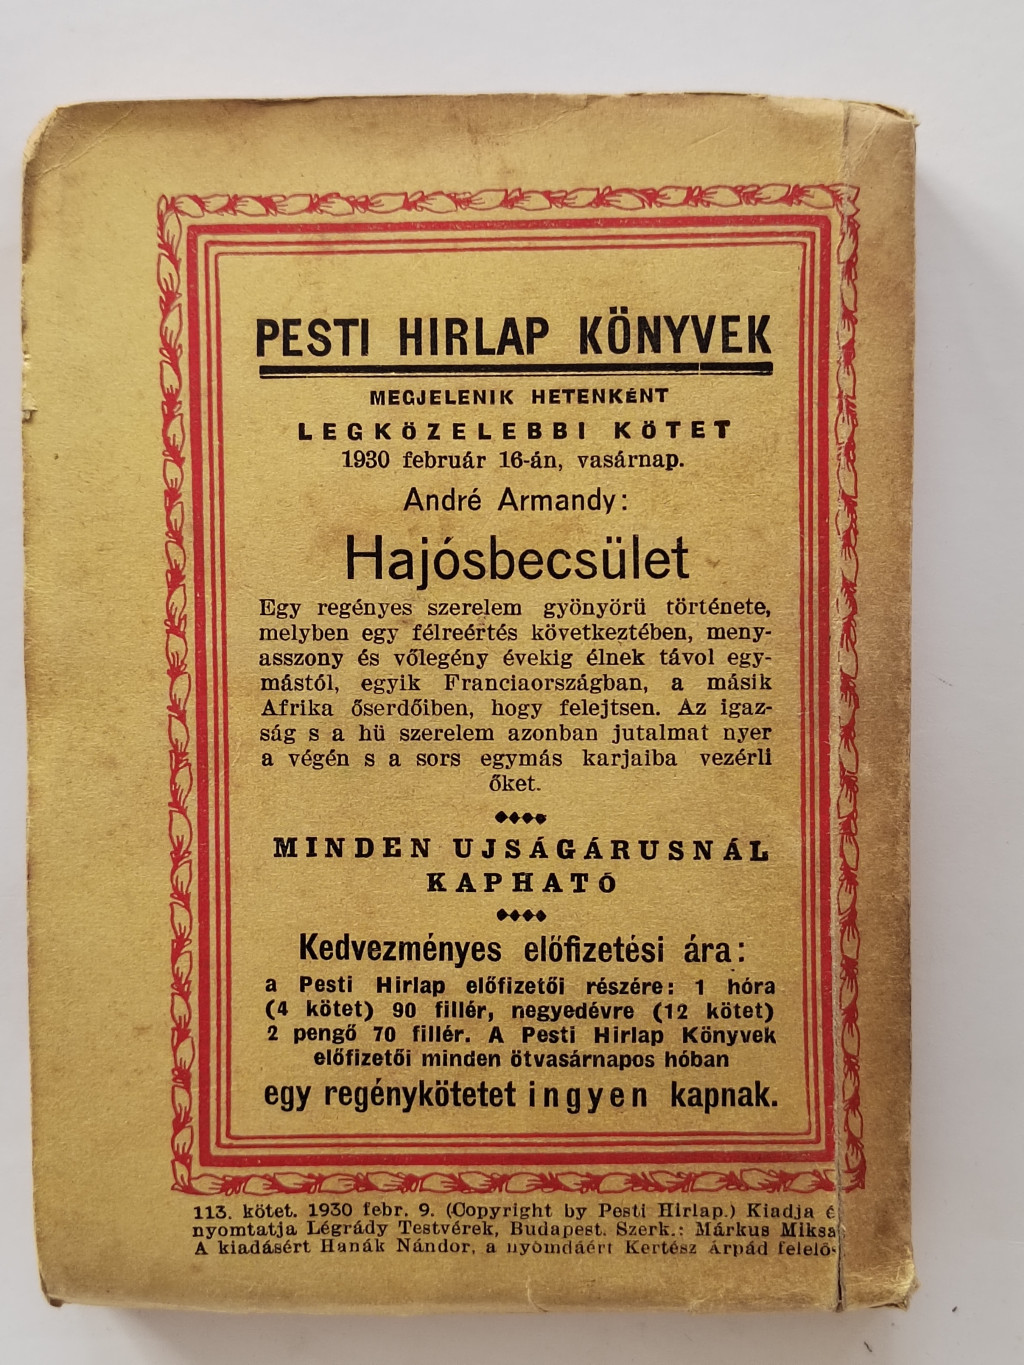 PESTI HIRLAP KÖNYVEK
MEGJELENIK HETENKÉNT
LEGKÖZELEBBI KÖTET
1930 február 16-án, vasárnap.
André Armandy:
Hajósbecsület
Egy regényes szerelem gyönyörü története,
melyben egy félreértés következtében, meny-
asszony és vőlegény évekig élnek távol egy-
mástól, egyik Franciaországban, a másik
Afrika őserdőiben, hogy felejtsen. Az igaz-
ság s a hü szerelem azonban jutalmat nyer
a végén s a sors egymás karjaiba vezérli
őket.
MINDEN UJSÁGÁRUSNÁL
KAPHATÓ
Kedvezményes előfizetési ára:
a Pesti Hirlap előfizetői részére: 1 hóra
(4 kötet) 90 fillér, negyedévre (12 kötet)
2 pengő 70 fillér. A Pesti Hirlap Könyvek
előfizetői minden ötvasárnapos hóban
egy regénykötetet ingyen kapnak.
113. kötet. 1930 febr. 9. (Copyright by Pesti Hirlap.) Kiadja é
nyomtatja Légrády Testvérek, Budapest. Szerk.: Márkus Miksa
A kiadásért Hanák Nándor, a nyomdáért Kertész Árpád felelős